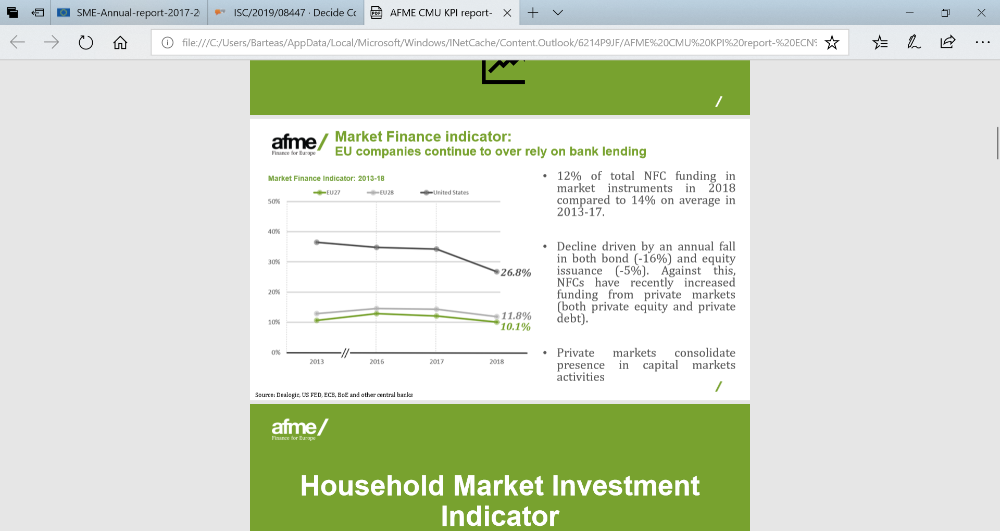 SME-Annual-report-2017-2
ISC/2019/08447 · Decide Co
PDF
AFME CMU KPI report-
file:///C:/Users/Barteas/AppData/Local/Microsoft/Windows/INetCache/Content.Outlook/6214P9JF/AFME%20CMU%20KPI%20report-%20ECN%
afme/
Finance for Europe
Market Finance indicator:
EU companies continue to over rely on bank lending
Market Finance Indicator: 2013-18
EU27 EU28 United States
50%
40%
30%
20%
10%
0%
26.8%
11.8%
10.1%
2013 2016 2017 2018
• 12% of total NFC funding in
market instruments in 2018
compared to 14% on average in
2013-17.
• Decline driven by an annual fall
in both bond (-16%) and equity
issuance (-5%). Against this,
NFCs have recently increased
funding from private markets
(both private equity and private
debt).
• Private markets consolidate
presence in capital markets
activities
Source: Dealogic, US FED, ECB, BoE and other central banks
afme/
Finance for Europe
Household Market Investment
Indicator